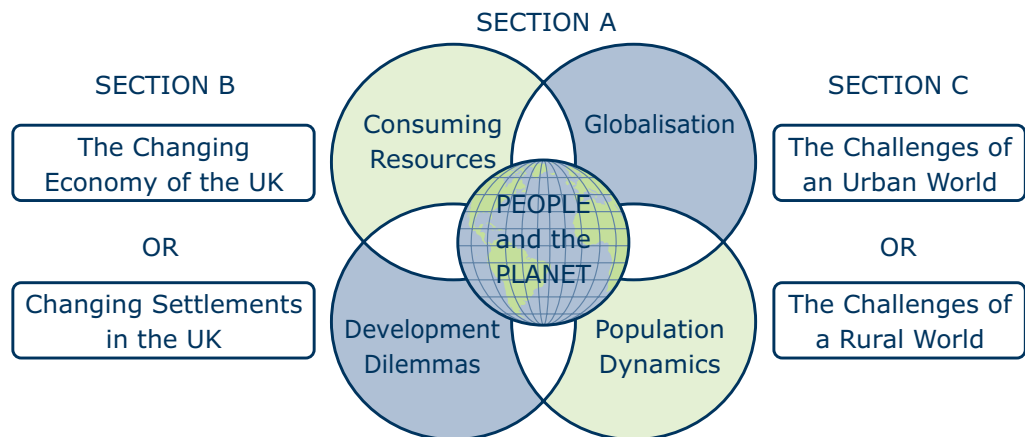 SECTION A
SECTION B
The Changing
Economy of the UK
OR
Changing Settlements
in the UK
Consuming
Resources
Globalisation
PEOPLE
and the
PLANET
Development
Dilemmas
Population
Dynamics
SECTION C
The Challenges of
an Urban World
OR
The Challenges of
a Rural World